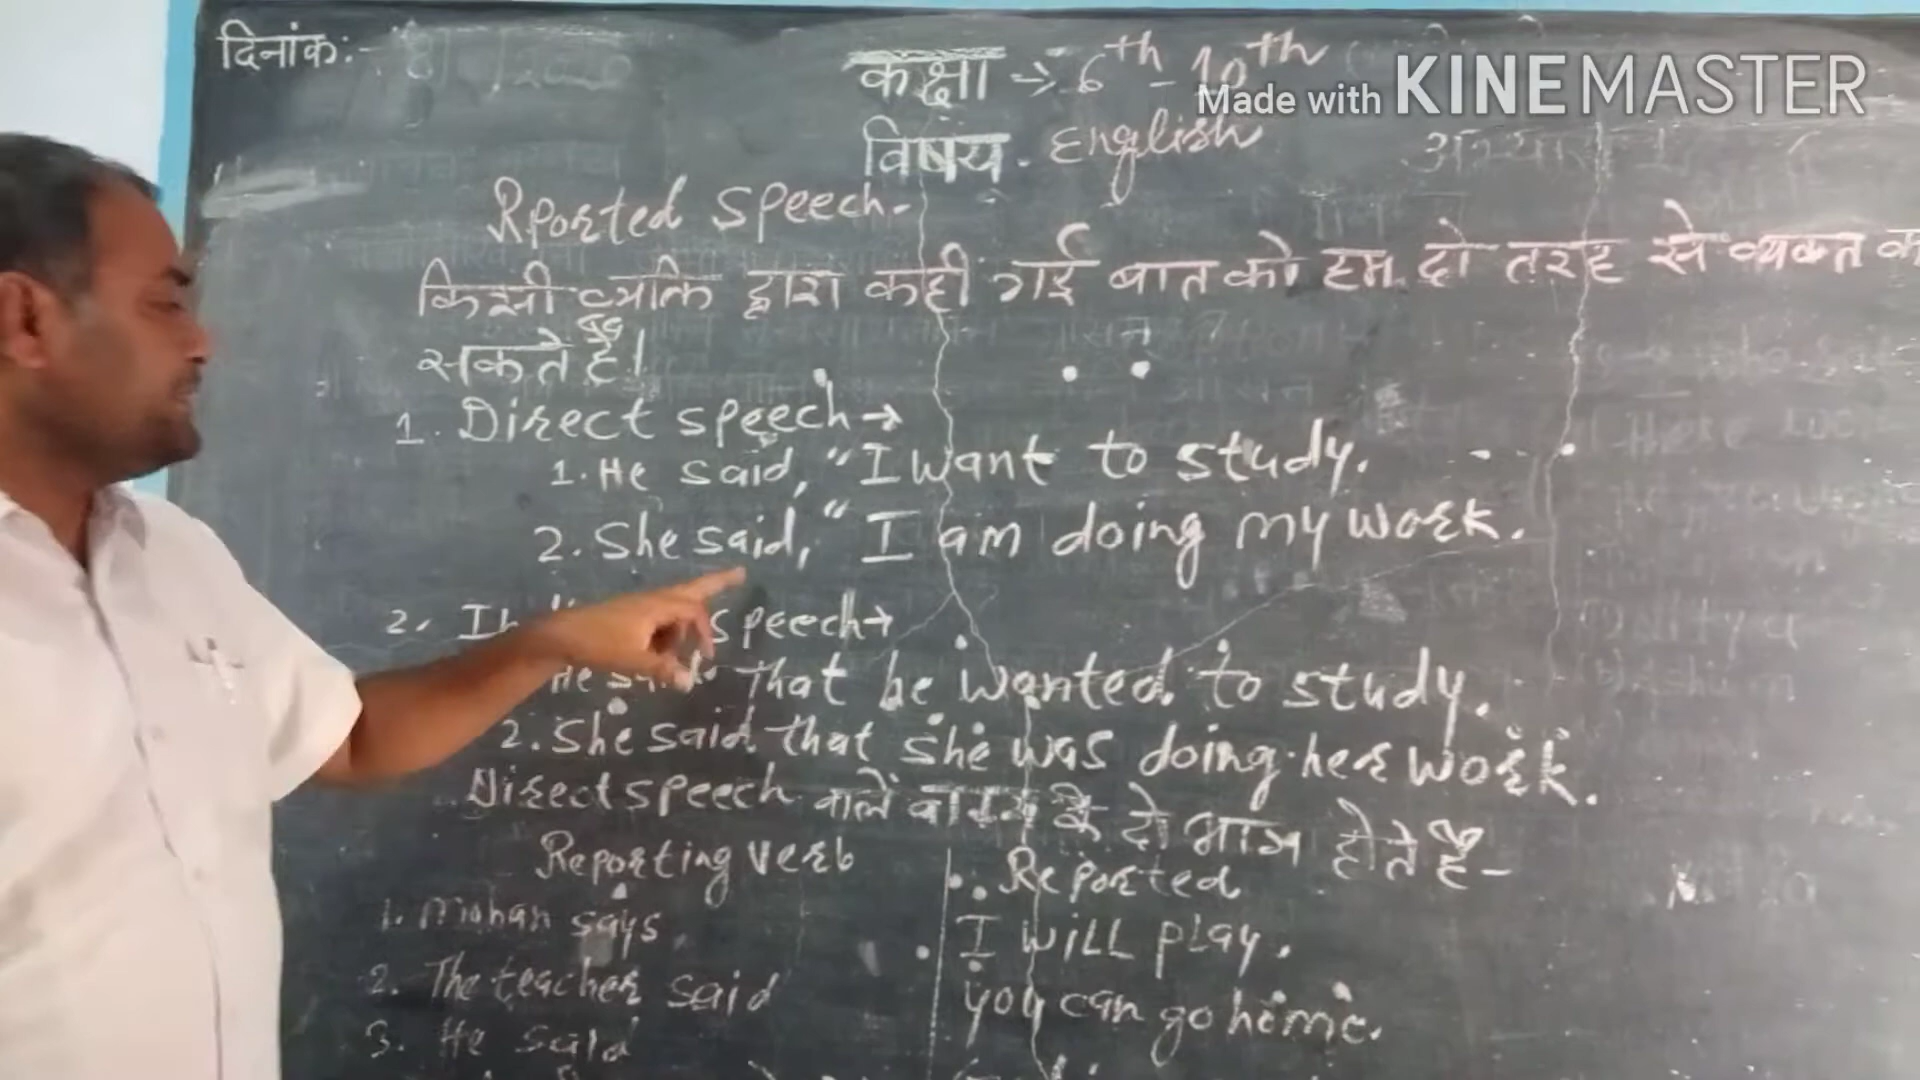 दिनांक:-
कक्षा → 6th - 10th
Made with KINEMASTER
विषय - English
Rported speech.
किसी व्यक्ति द्वारा कही गई बात को हम दो तरह से व्यक्त क
सकते हैं।
1. Direct speech →
1. He said, "I want to study.
2. She said, " I am doing my work.
2. speech →
He said that he wanted to study.
2. She said that she was doing her work.
Direct speech वाले वाक्य के दो भाग होते हैं-
Reporting verb Reported
1. Mohan says I will play.
2. The teacher said you can go home.
3. He said